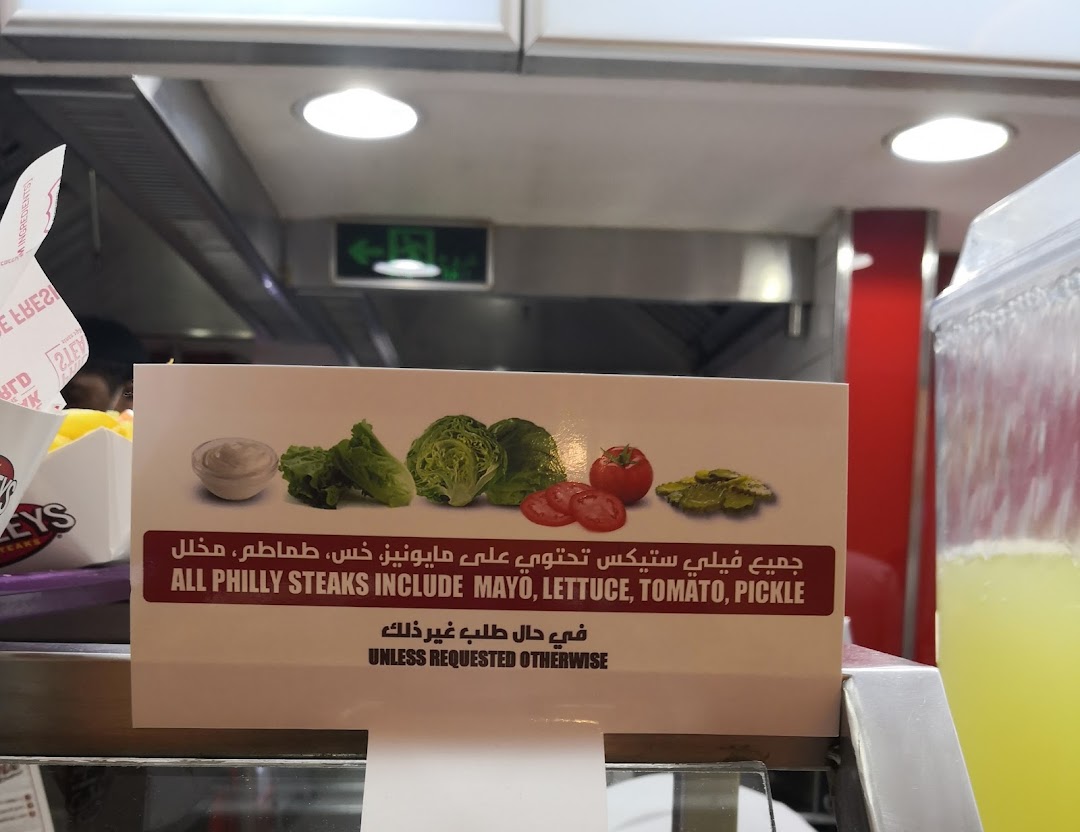 جميع فيلي ستيكس تحتوي على مايونيز، خس، طماطم، مخلل
ALL PHILLY STEAKS INCLUDE MAYO, LETTUCE, TOMATO, PICKLE
في حال طلب غير ذلك
UNLESS REQUESTED OTHERWISE